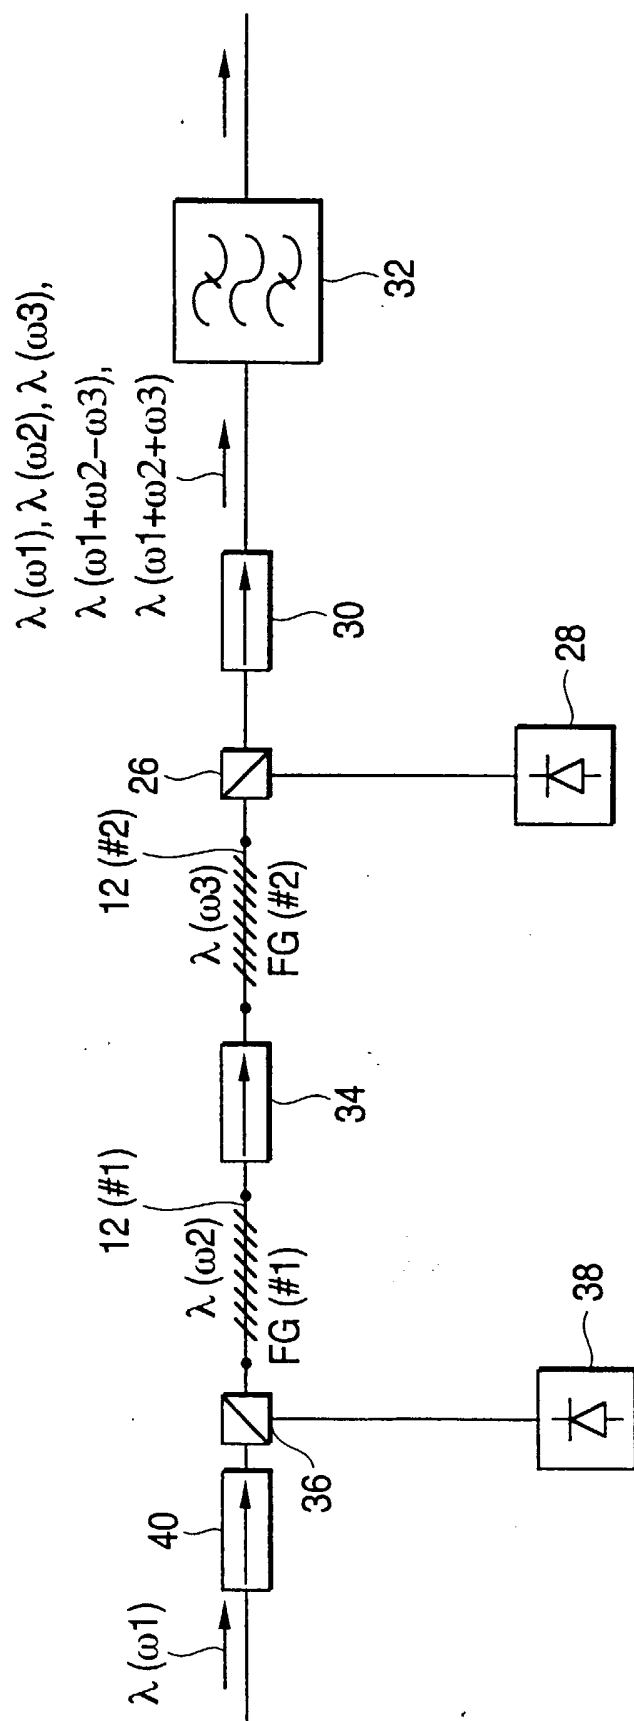 λ (ω1), λ (ω2), λ (ω3),
λ (ω1+ω2−ω3),
λ (ω1+ω2+ω3)
32
30
28
26
12 (#2)
λ (ω3)
FG (#2)
34
12 (#1)
λ (ω2)
FG (#1)
38
36
40
λ (ω1)